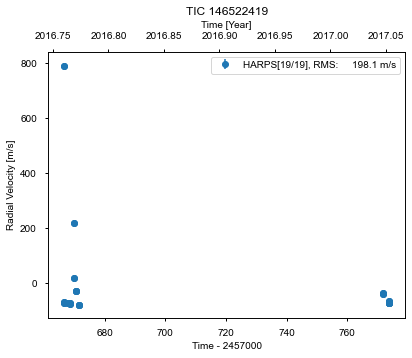 TIC 146522419
Time [Year]
2016.75 2016.80 2016.85 2016.90 2016.95 2017.00 2017.05
HARPS[19/19], RMS: 198.1 m/s
800
600
400
200
0
Radial Velocity [m/s]
680 700 720 740 760
Time - 2457000